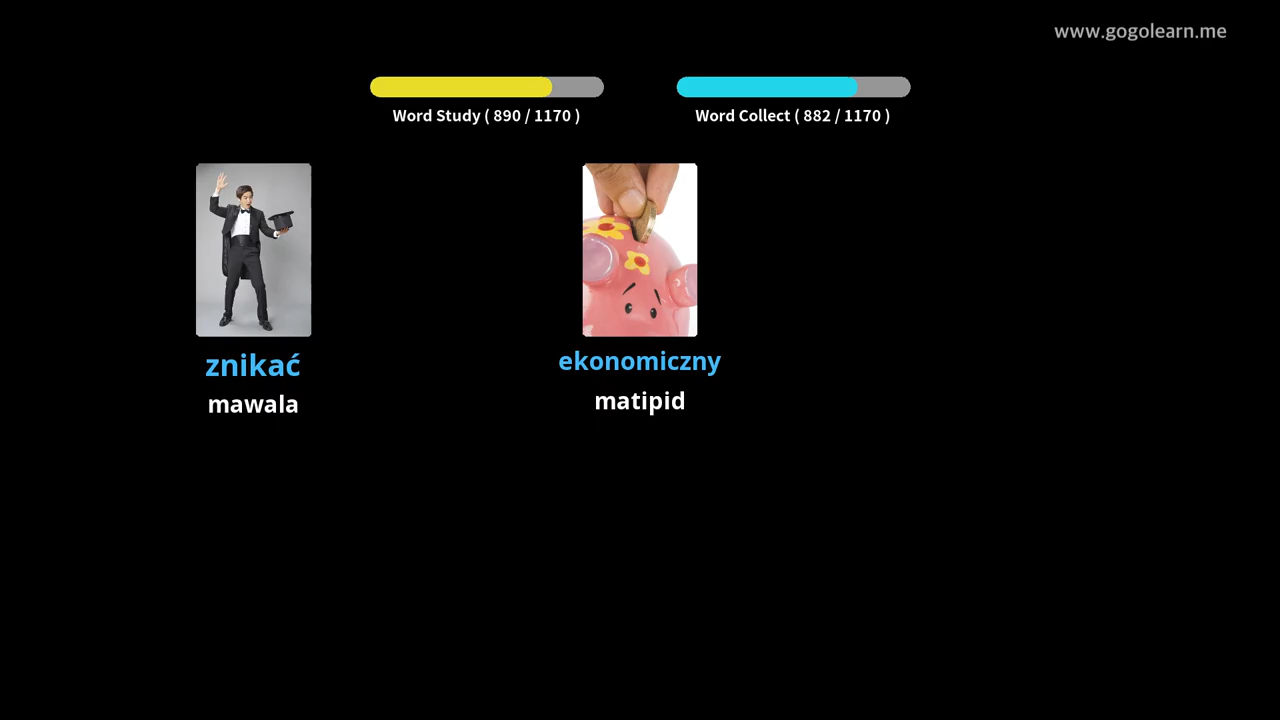 www.gogolearn.me
Word Study ( 890 / 1170 )
Word Collect ( 882 / 1170 )
znikać
mawala
ekonomiczny
matipid